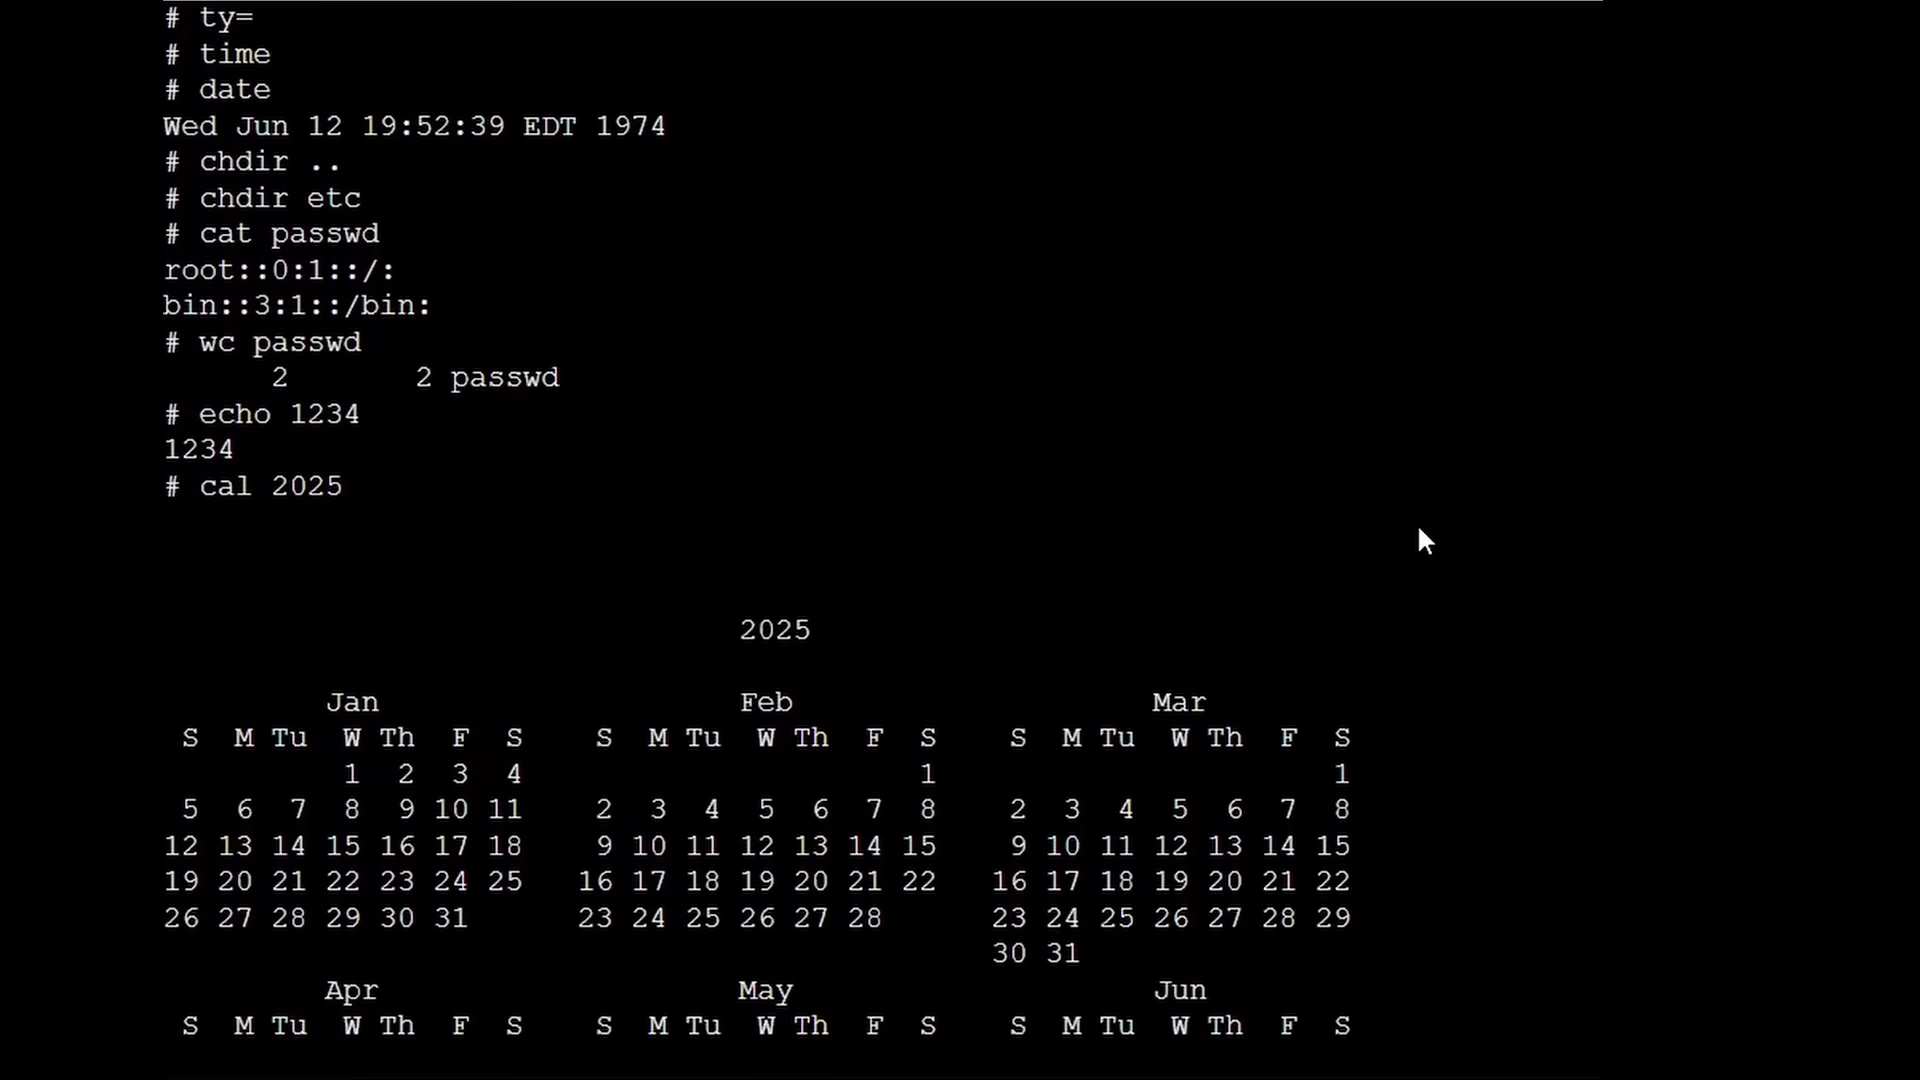 # ty=
# time
# date
Wed Jun 12 19:52:39 EDT 1974
# chdir ..
# chdir etc
# cat passwd
root::0:1::/:
bin::3:1::/bin:
# wc passwd
      2       2 passwd
# echo 1234
1234
# cal 2025
                                2025
         Jan                    Feb                    Mar
 S  M Tu  W Th  F  S    S  M Tu  W Th  F  S    S  M Tu  W Th  F  S
          1  2  3  4                      1                      1
 5  6  7  8  9 10 11    2  3  4  5  6  7  8    2  3  4  5  6  7  8
12 13 14 15 16 17 18    9 10 11 12 13 14 15    9 10 11 12 13 14 15
19 20 21 22 23 24 25   16 17 18 19 20 21 22   16 17 18 19 20 21 22
26 27 28 29 30 31      23 24 25 26 27 28      23 24 25 26 27 28 29
                                              30 31
         Apr                    May                    Jun
 S  M Tu  W Th  F  S    S  M Tu  W Th  F  S    S  M Tu  W Th  F  S